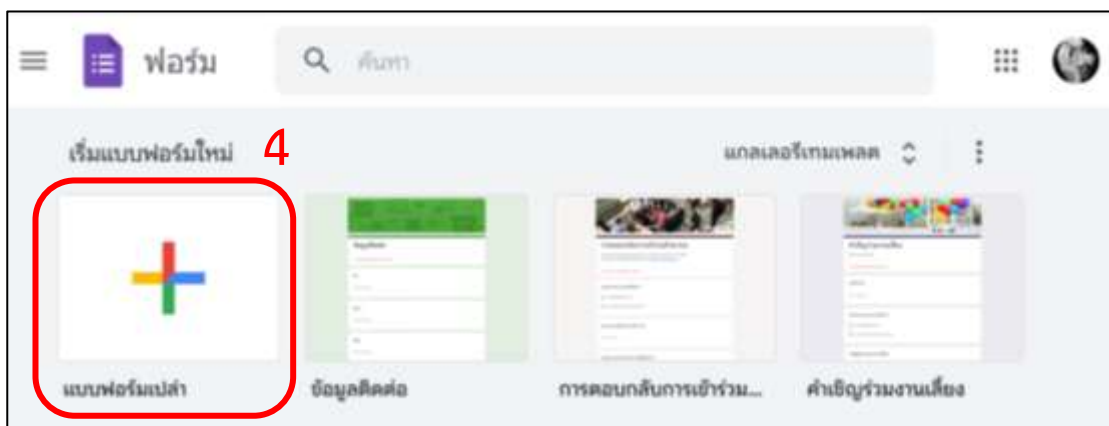 ฟอร์ม ค้นหา
เริ่มแบบฟอร์มใหม่ 4 แกลเลอรีเทมเพลต
แบบฟอร์มเปล่า ข้อมูลติดต่อ การตอบกลับการเข้าร่วม... คำเชิญร่วมงานเลี้ยง